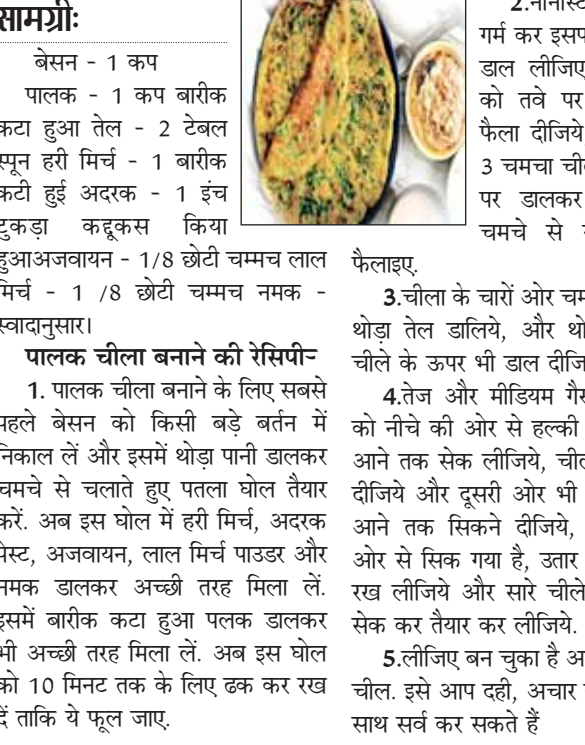 सामग्रीः
बेसन - 1 कप
पालक - 1 कप बारीक
कटा हुआ तेल - 2 टेबल
स्पून हरी मिर्च - 1 बारीक
कटी हुई अदरक - 1 इंच
टुकड़ा कद्दूकस किया
हुआअजवायन - 1/8 छोटी चम्मच लाल
मिर्च - 1 /8 छोटी चम्मच नमक -
स्वादानुसार।
पालक चीला बनाने की रेसिपी-
1. पालक चीला बनाने के लिए सबसे
पहले बेसन को किसी बड़े बर्तन में
निकाल लें और इसमें थोड़ा पानी डालकर
चमचे से चलाते हुए पतला घोल तैयार
करें. अब इस घोल में हरी मिर्च, अदरक
पेस्ट, अजवायन, लाल मिर्च पाउडर और
नमक डालकर अच्छी तरह मिला लें.
इसमें बारीक कटा हुआ पलक डालकर
भी अच्छी तरह मिला लें. अब इस घोल
को 10 मिनट तक के लिए ढक कर रख
दें ताकि ये फूल जाए.
2.
गर्म कर इसप
डाल लीजिए
को तवे पर
फैला दीजिये
3 चमचा
पर डालकर
चमचे से
फैलाइए.
3.चीला के चारों ओर
थोड़ा तेल डालिये, और
चीले के ऊपर भी डाल
4.तेज और मीडियम
को नीचे की ओर से हल्की
आने तक सेक लीजिये,
दीजिये और दूसरी ओर भी
आने तक सिकने दीजिये,
ओर से सिक गया है, उतार
रख लीजिये और सारे चीले
सेक कर तैयार कर लीजिये.
5.लीजिए बन चुका है
चील. इसे आप दही, अचार
साथ सर्व कर सकते हैं